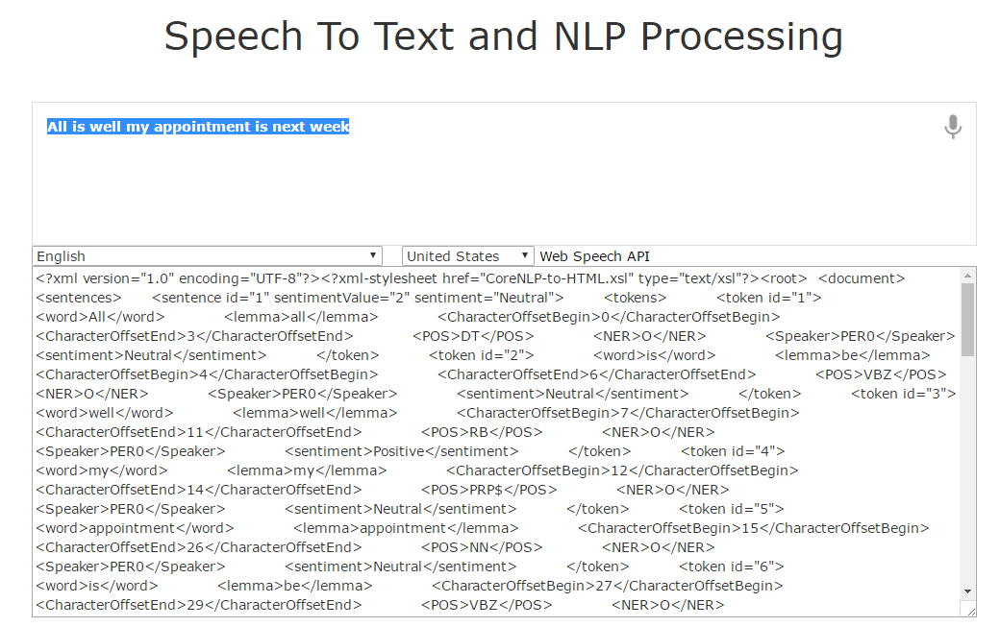 Speech To Text and NLP Processing
All is well my appointment is next week
English United States Web Speech API
<?xml version="1.0" encoding="UTF-8"?><?xml-stylesheet href="CoreNLP-to-HTML.xsl" type="text/xsl"?><root> <document>
<sentences> <sentence id="1" sentimentValue="2" sentiment="Neutral"> <tokens> <token id="1">
<word>All</word> <lemma>all</lemma> <CharacterOffsetBegin>0</CharacterOffsetBegin>
<CharacterOffsetEnd>3</CharacterOffsetEnd> <POS>DT</POS> <NER>O</NER> <Speaker>PER0</Speaker>
<sentiment>Neutral</sentiment> </token> <token id="2"> <word>is</word> <lemma>be</lemma>
<CharacterOffsetBegin>4</CharacterOffsetBegin> <CharacterOffsetEnd>6</CharacterOffsetEnd> <POS>VBZ</POS>
<NER>O</NER> <Speaker>PER0</Speaker> <sentiment>Neutral</sentiment> </token> <token id="3">
<word>well</word> <lemma>well</lemma> <CharacterOffsetBegin>7</CharacterOffsetBegin>
<CharacterOffsetEnd>11</CharacterOffsetEnd> <POS>RB</POS> <NER>O</NER>
<Speaker>PER0</Speaker> <sentiment>Positive</sentiment> </token> <token id="4">
<word>my</word> <lemma>my</lemma> <CharacterOffsetBegin>12</CharacterOffsetBegin>
<CharacterOffsetEnd>14</CharacterOffsetEnd> <POS>PRP$</POS> <NER>O</NER>
<Speaker>PER0</Speaker> <sentiment>Neutral</sentiment> </token> <token id="5">
<word>appointment</word> <lemma>appointment</lemma> <CharacterOffsetBegin>15</CharacterOffsetBegin>
<CharacterOffsetEnd>26</CharacterOffsetEnd> <POS>NN</POS> <NER>O</NER>
<Speaker>PER0</Speaker> <sentiment>Neutral</sentiment> </token> <token id="6">
<word>is</word> <lemma>be</lemma> <CharacterOffsetBegin>27</CharacterOffsetBegin>
<CharacterOffsetEnd>29</CharacterOffsetEnd> <POS>VBZ</POS> <NER>O</NER>